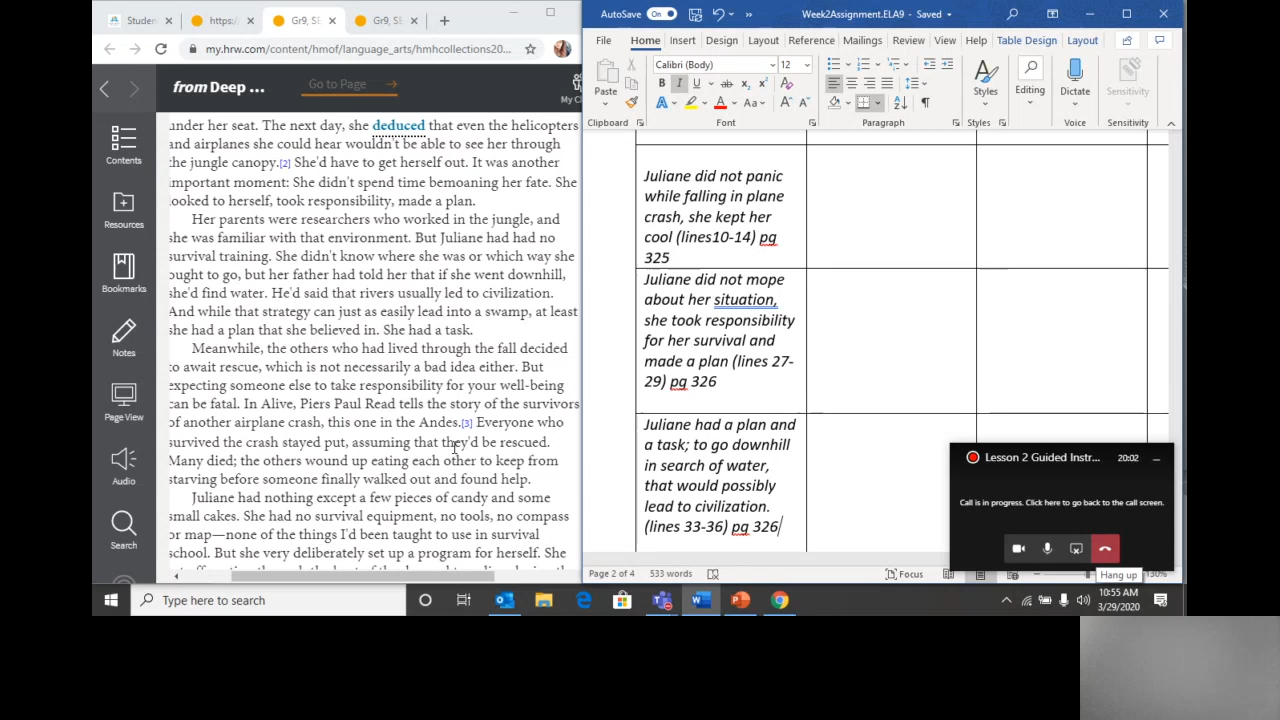 Studen
https:/
Gr9, SE
Gr9, SE
my.hrw.com/content/hmof/language_arts/hmhcollections20...
from Deep ...
Go to Page
My Cl
Contents
Resources
Bookmarks
Notes
Page View
Audio
Search
under her seat. The next day, she deduced that even the helicopters
and airplanes she could hear wouldn't be able to see her through
the jungle canopy.[2] She'd have to get herself out. It was another
important moment: She didn't spend time bemoaning her fate. She
looked to herself, took responsibility, made a plan.
Her parents were researchers who worked in the jungle, and
she was familiar with that environment. But Juliane had had no
survival training. She didn't know where she was or which way she
ought to go, but her father had told her that if she went downhill,
she'd find water. He'd said that rivers usually led to civilization.
And while that strategy can just as easily lead into a swamp, at least
she had a plan that she believed in. She had a task.
Meanwhile, the others who had lived through the fall decided
to await rescue, which is not necessarily a bad idea either. But
expecting someone else to take responsibility for your well-being
can be fatal. In Alive, Piers Paul Read tells the story of the survivors
of another airplane crash, this one in the Andes.[3] Everyone who
survived the crash stayed put, assuming that they'd be rescued.
Many died; the others wound up eating each other to keep from
starving before someone finally walked out and found help.
Juliane had nothing except a few pieces of candy and some
small cakes. She had no survival equipment, no tools, no compass
or map—none of the things I'd been taught to use in survival
school. But she very deliberately set up a program for herself. She
AutoSave On
Week2Assignment.ELA9 - Saved
File Home Insert Design Layout Reference Mailings Review View Help Table Design Layout
Calibri (Body) 12
Paste
Styles
Editing
Dictate
Sensitivity
Clipboard Font Paragraph Styles Voice Sensitivity
Juliane did not panic
while falling in plane
crash, she kept her
cool (lines10-14) pg
325
Juliane did not mope
about her situation,
she took responsibility
for her survival and
made a plan (lines 27-
29) pg 326
Juliane had a plan and
a task; to go downhill
in search of water,
that would possibly
lead to civilization.
(lines 33-36) pg 326
Lesson 2 Guided Instr... 20:02
Call is in progress. Click here to go back to the call screen.
Hang up
Page 2 of 4 533 words Focus 130%
Type here to search
10:55 AM
3/29/2020